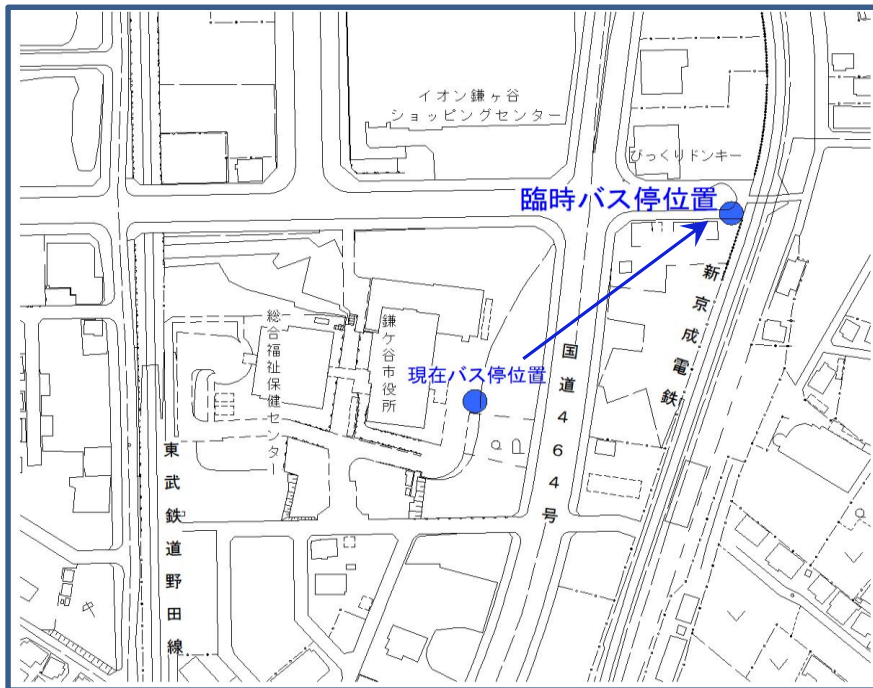 イオン鎌ヶ谷
ショッピングセンター
びっくりドンキー
臨時バス停位置
新京成電鉄
総合福祉保健センター
鎌ケ谷市役所
現在バス停位置
国道464号
東武鉄道野田線